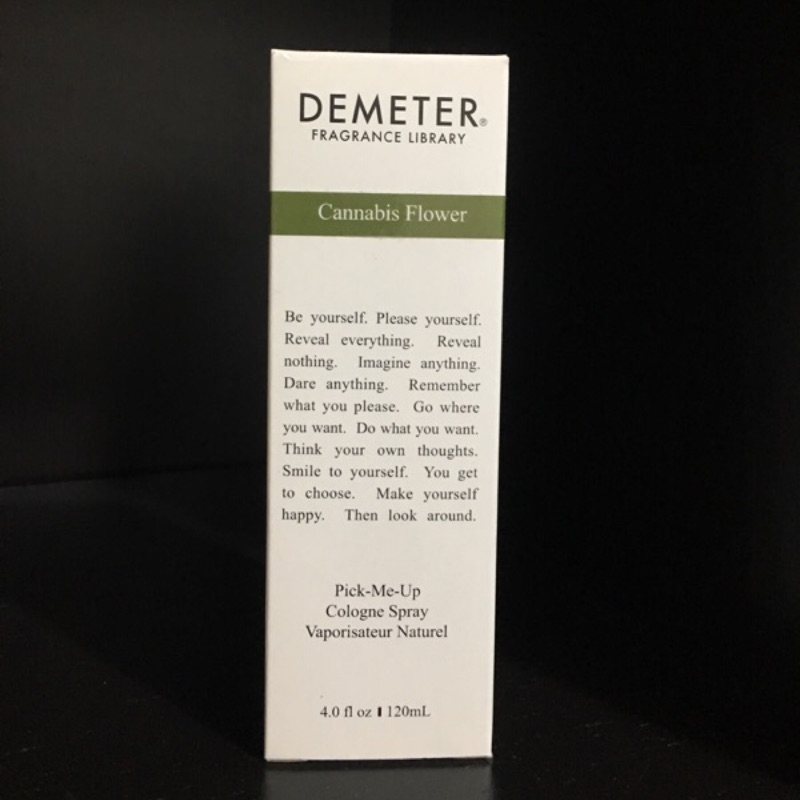 DEMETER®
FRAGRANCE LIBRARY
Cannabis Flower
Be yourself. Please yourself.
Reveal everything. Reveal
nothing. Imagine anything.
Dare anything. Remember
what you please. Go where
you want. Do what you want.
Think your own thoughts.
Smile to yourself. You get
to choose. Make yourself
happy. Then look around.
Pick-Me-Up
Cologne Spray
Vaporisateur Naturel
4.0 fl oz ▮ 120mL